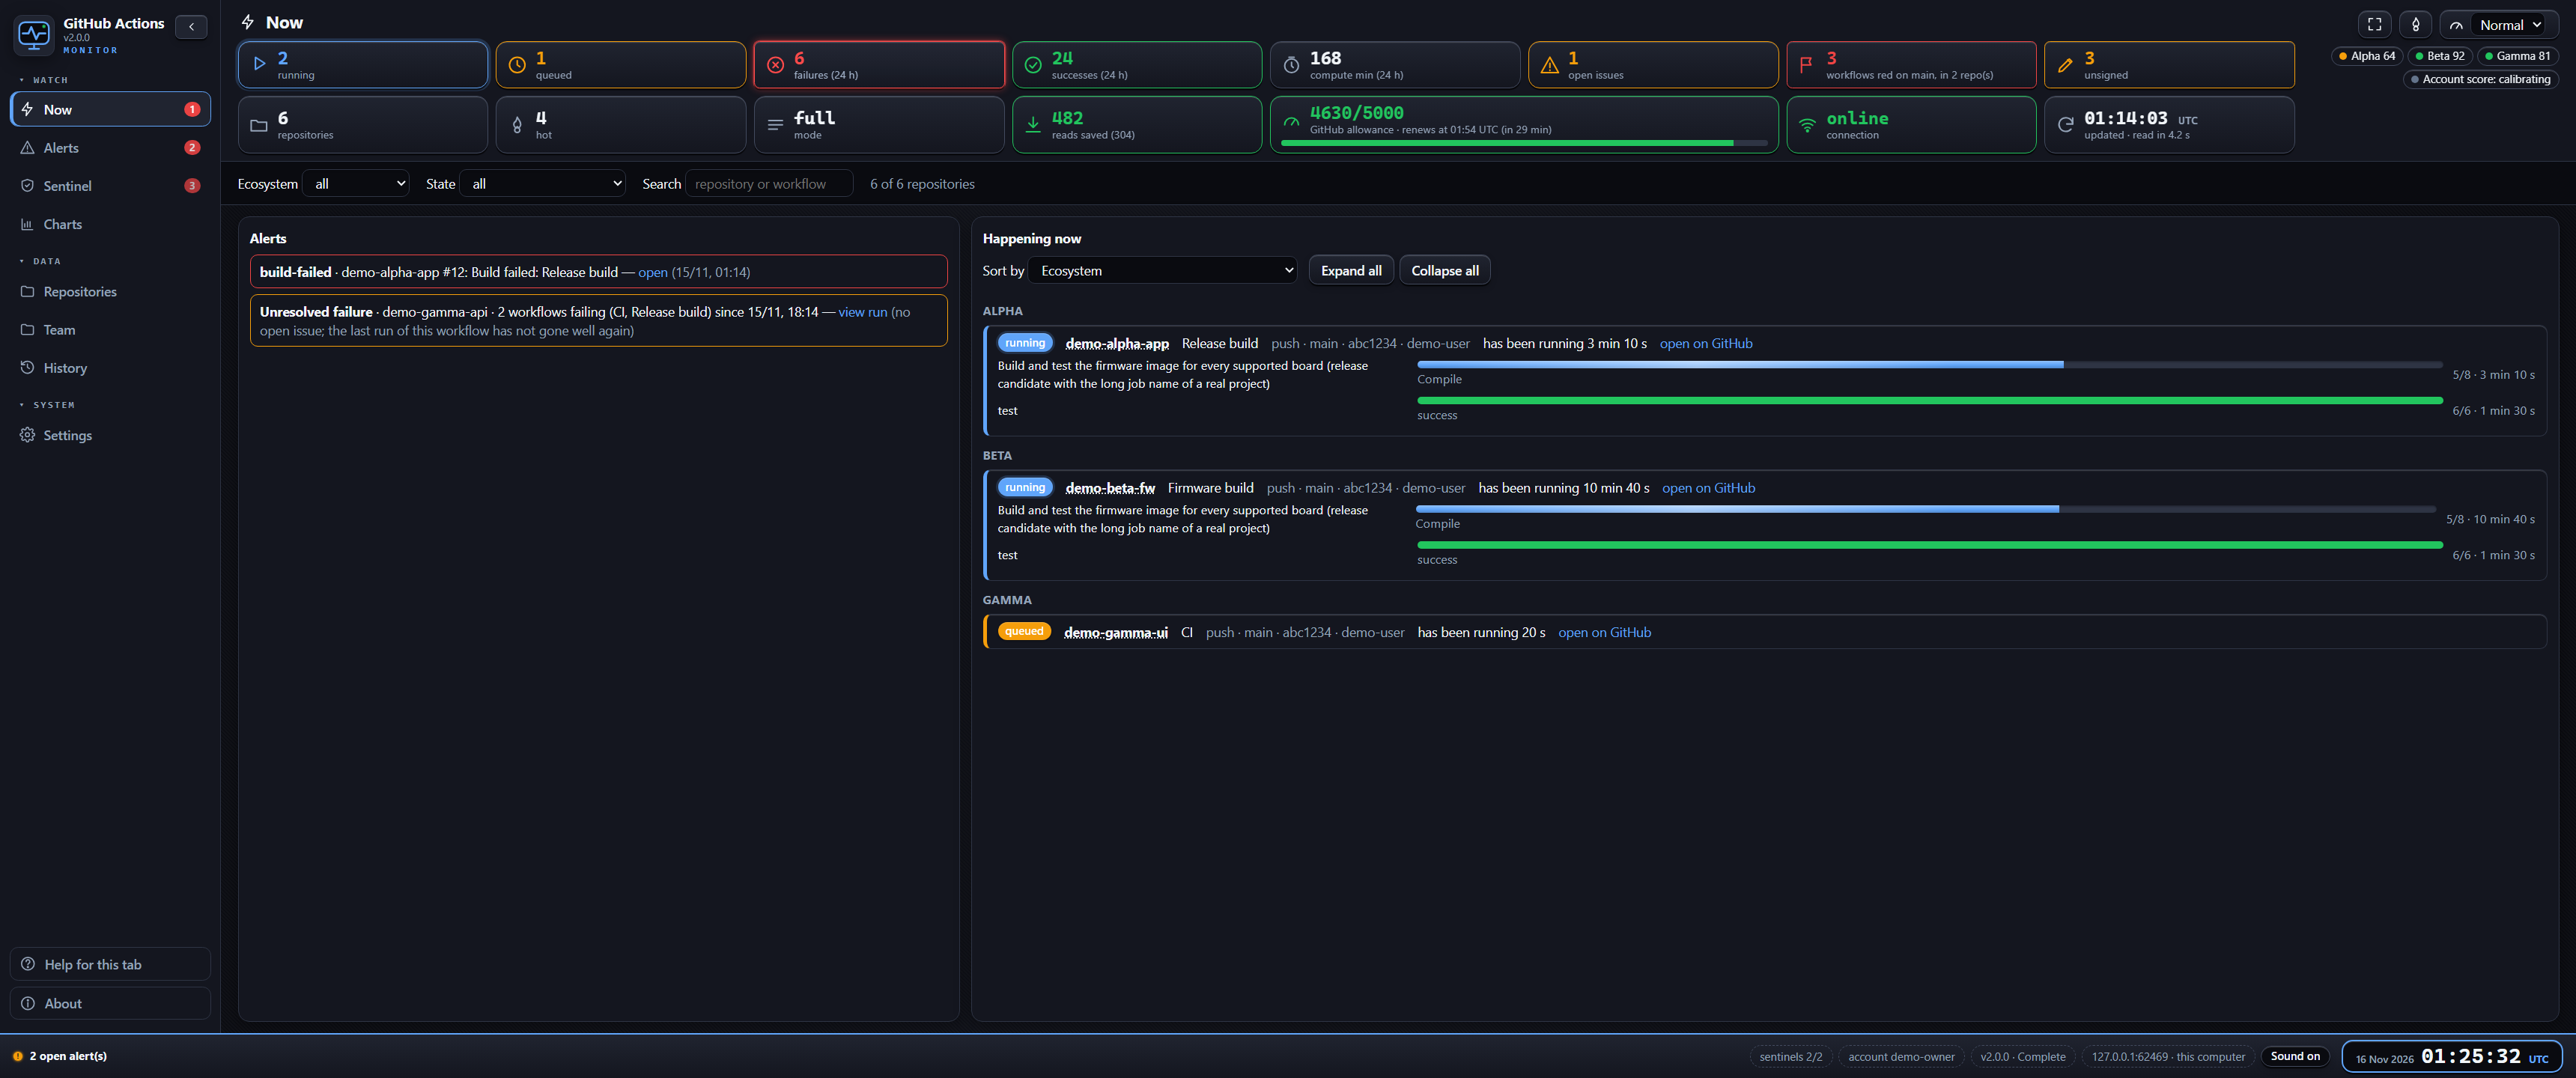 GitHub Actions
v2.0.0
MONITOR
WATCH
Now 1
Alerts 2
Sentinel 3
Charts
DATA
Repositories
Team
History
SYSTEM
Settings
Help for this tab
About
Now
Normal
2
running
1
queued
6
failures (24 h)
24
successes (24 h)
168
compute min (24 h)
1
open issues
3
workflows red on main, in 2 repo(s)
3
unsigned
Alpha 64
Beta 92
Gamma 81
Account score: calibrating
6
repositories
4
hot
full
mode
482
reads saved (304)
4630/5000
GitHub allowance · renews at 01:54 UTC (in 29 min)
online
connection
01:14:03 UTC
updated · read in 4.2 s
Ecosystem all State all Search repository or workflow 6 of 6 repositories
Alerts
build-failed · demo-alpha-app #12: Build failed: Release build — open (15/11, 01:14)
Unresolved failure · demo-gamma-api · 2 workflows failing (CI, Release build) since 15/11, 18:14 — view run (no
open issue; the last run of this workflow has not gone well again)
Happening now
Sort by Ecosystem Expand all Collapse all
ALPHA
running demo-alpha-app Release build push · main · abc1234 · demo-user has been running 3 min 10 s open on GitHub
Build and test the firmware image for every supported board (release
candidate with the long job name of a real project)
Compile
5/8 · 3 min 10 s
test
success
6/6 · 1 min 30 s
BETA
running demo-beta-fw Firmware build push · main · abc1234 · demo-user has been running 10 min 40 s open on GitHub
Build and test the firmware image for every supported board (release
candidate with the long job name of a real project)
Compile
5/8 · 10 min 40 s
test
success
6/6 · 1 min 30 s
GAMMA
queued demo-gamma-ui CI push · main · abc1234 · demo-user has been running 20 s open on GitHub
2 open alert(s)
sentinels 2/2
account demo-owner
v2.0.0 · Complete
127.0.0.1:62469 · this computer
Sound on
16 Nov 2026 01:25:32 UTC